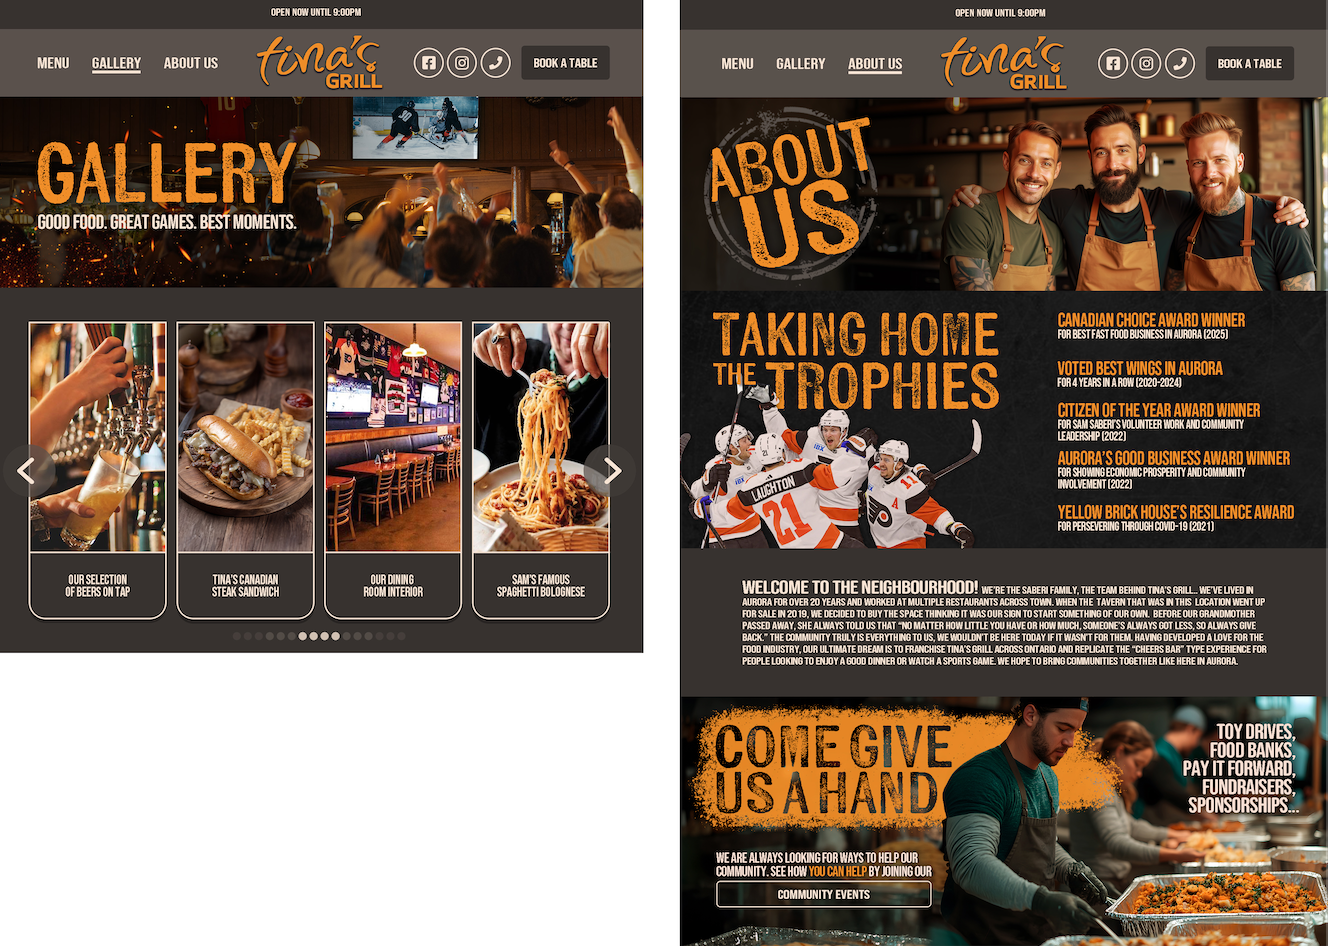 OPEN NOW UNTIL 9:00PM
MENU
GALLERY
ABOUT US
tina's
GRILL
BOOK A TABLE
GALLERY
GOOD FOOD. GREAT GAMES. BEST MOMENTS.
OUR SELECTION
OF BEERS ON TAP
TINA'S CANADIAN
STEAK SANDWICH
OUR DINING
ROOM INTERIOR
SAM'S FAMOUS
SPAGHETTI BOLOGNESE
OPEN NOW UNTIL 9:00PM
MENU
GALLERY
ABOUT US
tina's
GRILL
BOOK A TABLE
ABOUT
US
TAKING HOME
THE TROPHIES
LAUGHTON
21
21
11
A
IBX
IBX
CANADIAN CHOICE AWARD WINNER
FOR BEST FAST FOOD BUSINESS IN AURORA (2025)
VOTED BEST WINGS IN AURORA
FOR 4 YEARS IN A ROW (2020-2024)
CITIZEN OF THE YEAR AWARD WINNER
FOR SAM SABERI'S VOLUNTEER WORK AND COMMUNITY
LEADERSHIP (2022)
AURORA'S GOOD BUSINESS AWARD WINNER
FOR SHOWING ECONOMIC PROSPERITY AND COMMUNITY
INVOLVEMENT (2022)
YELLOW BRICK HOUSE'S RESILIENCE AWARD
FOR PERSEVERING THROUGH COVID-19 (2021)
WELCOME TO THE NEIGHBOURHOOD! WE'RE THE SABERI FAMILY, THE TEAM BEHIND TINA'S GRILL... WE'VE LIVED IN
AURORA FOR OVER 20 YEARS AND WORKED AT MULTIPLE RESTAURANTS ACROSS TOWN. WHEN THE TAVERN THAT WAS IN THIS LOCATION WENT UP
FOR SALE IN 2019, WE DECIDED TO BUY THE SPACE THINKING IT WAS OUR SIGN TO START SOMETHING OF OUR OWN. BEFORE OUR GRANDMOTHER
PASSED AWAY, SHE ALWAYS TOLD US THAT "NO MATTER HOW LITTLE YOU HAVE OR HOW MUCH, SOMEONE'S ALWAYS GOT LESS, SO ALWAYS GIVE
BACK." THE COMMUNITY TRULY IS EVERYTHING TO US, WE WOULDN'T BE HERE TODAY IF IT WASN'T FOR THEM. HAVING DEVELOPED A LOVE FOR THE
FOOD INDUSTRY, OUR ULTIMATE DREAM IS TO FRANCHISE TINA'S GRILL ACROSS ONTARIO AND REPLICATE THE "CHEERS BAR" TYPE EXPERIENCE FOR
PEOPLE LOOKING TO ENJOY A GOOD DINNER OR WATCH A SPORTS GAME. WE HOPE TO BRING COMMUNITIES TOGETHER LIKE HERE IN AURORA.
COME GIVE
US A HAND
TOY DRIVES,
FOOD BANKS,
PAY IT FORWARD,
FUNDRAISERS,
SPONSORSHIPS...
WE ARE ALWAYS LOOKING FOR WAYS TO HELP OUR
COMMUNITY. SEE HOW YOU CAN HELP BY JOINING OUR
COMMUNITY EVENTS